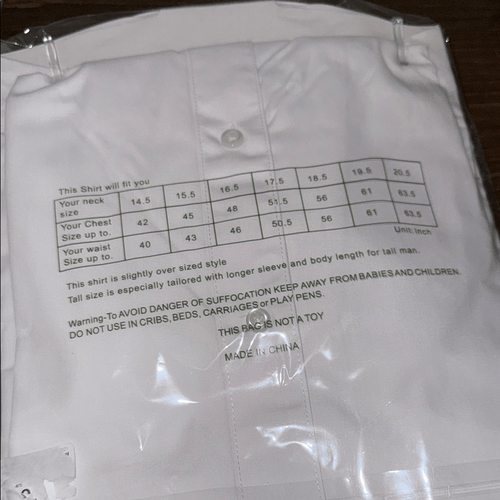 This Shirt will fit you
Your neck size 14.5 15.5 16.5 17.5 18.5 19.5 20.5
Your Chest Size up to. 42 45 48 51.5 56 61 63.5
Your waist Size up to. 40 43 46 50.5 56 61 63.5
Unit: Inch
This shirt is slightly over sized style
Tall size is especially tailored with longer sleeve and body length for tall man.
Warning-To AVOID DANGER OF SUFFOCATION KEEP AWAY FROM BABIES AND CHILDREN.
DO NOT USE IN CRIBS, BEDS, CARRIAGES or PLAY PENS.
THIS BAG IS NOT A TOY
MADE IN CHINA